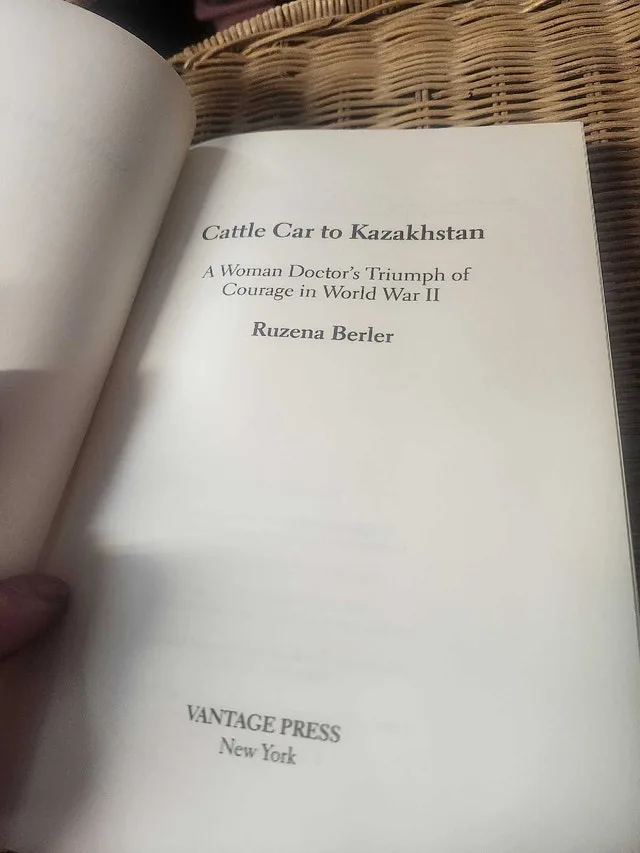 Cattle Car to Kazakhstan
A Woman Doctor's Triumph of
Courage in World War II
Ruzena Berler
VANTAGE PRESS
New York